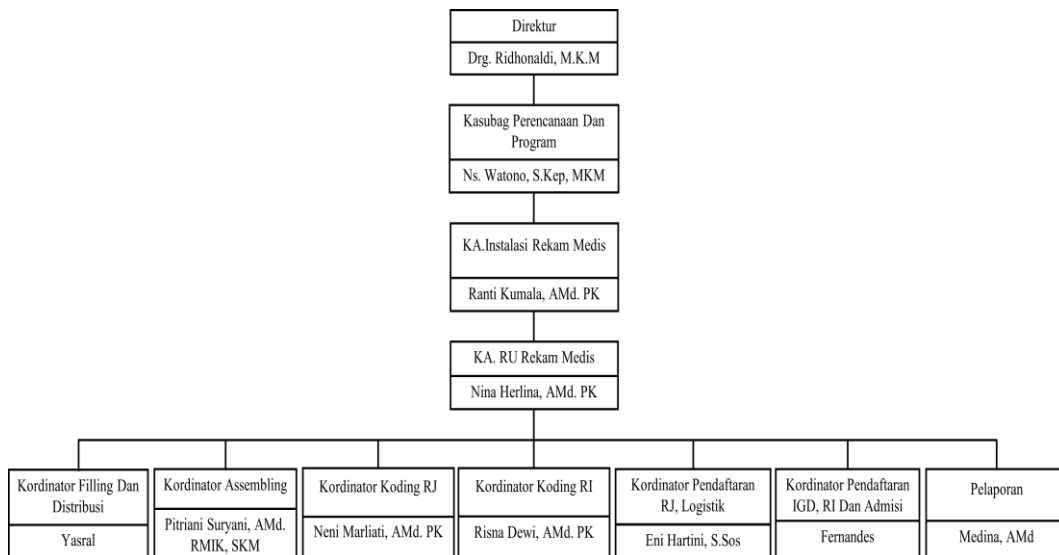 Direktur
Drg. Ridhonaldi, M.K.M
Kasubag Perencanaan Dan
Program
Ns. Watono, S.Kep, MKM
KA.Instalasi Rekam Medis
Ranti Kumala, AMd. PK
KA. RU Rekam Medis
Nina Herlina, AMd. PK
Kordinator Filling Dan
Distribusi
Yasral
Kordinator Assembling
Pitriani Suryani, AMd.
RMIK, SKM
Kordinator Koding RJ
Neni Marliati, AMd. PK
Kordinator Koding RI
Risna Dewi, AMd. PK
Kordinator Pendaftaran
RJ, Logistik
Eni Hartini, S.Sos
Kordinator Pendaftaran
IGD, RI Dan Admisi
Fernandes
Pelaporan
Medina, AMd